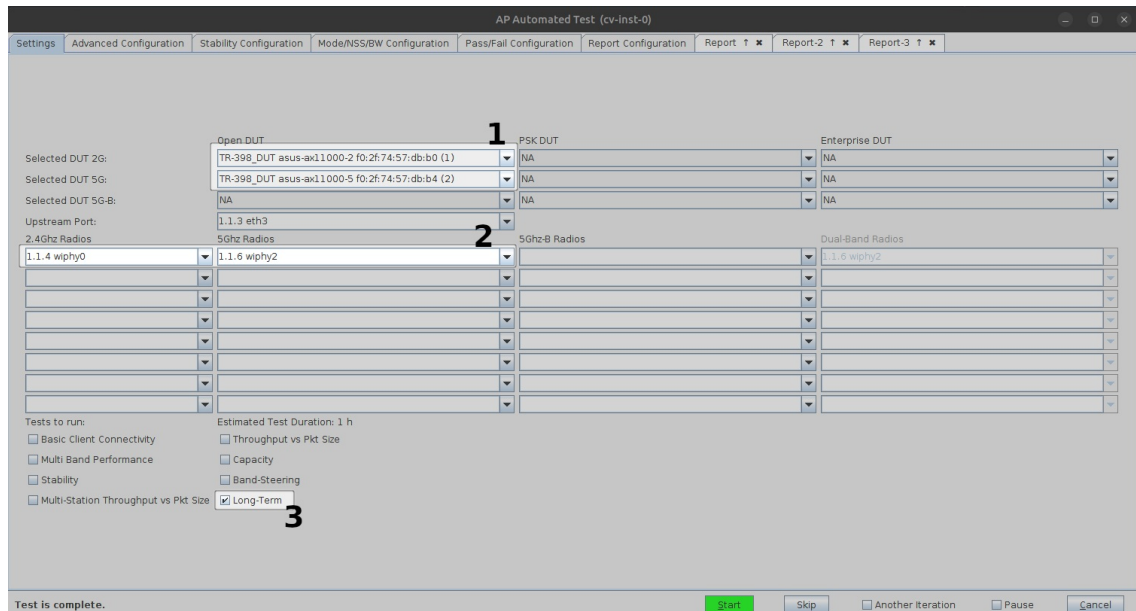 AP Automated Test (cv-inst-0)
Settings Advanced Configuration Stability Configuration Mode/NSS/BW Configuration Pass/Fail Configuration Report Configuration Report ↑ ✖ Report-2 ↑ ✖ Report-3 ↑ ✖
1
Open DUT PSK DUT Enterprise DUT
Selected DUT 2G: TR-398_DUT asus-ax11000-2 f0:2f:74:57:db:b0 (1) NA NA
Selected DUT 5G: TR-398_DUT asus-ax11000-5 f0:2f:74:57:db:b4 (2) NA NA
Selected DUT 5G-B: NA NA NA
Upstream Port: 1.1.3 eth3
2
2.4Ghz Radios 5Ghz Radios 5Ghz-B Radios Dual-Band Radios
1.1.4 wiphy0 1.1.6 wiphy2 1.1.6 wiphy2
Tests to run: Estimated Test Duration: 1 h
Basic Client Connectivity Throughput vs Pkt Size
Multi Band Performance Capacity
Stability Band-Steering
Multi-Station Throughput vs Pkt Size Long-Term
3
Test is complete. Start Skip Another Iteration Pause Cancel